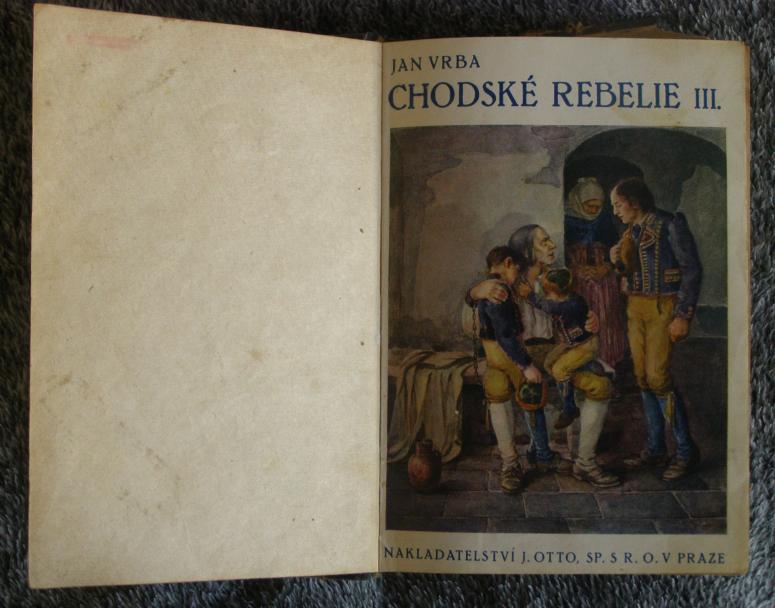 JAN VRBA
CHODSKÉ REBELIE III.
NAKLADATELSTVÍ J. OTTO, SP. S R. O. V PRAZE